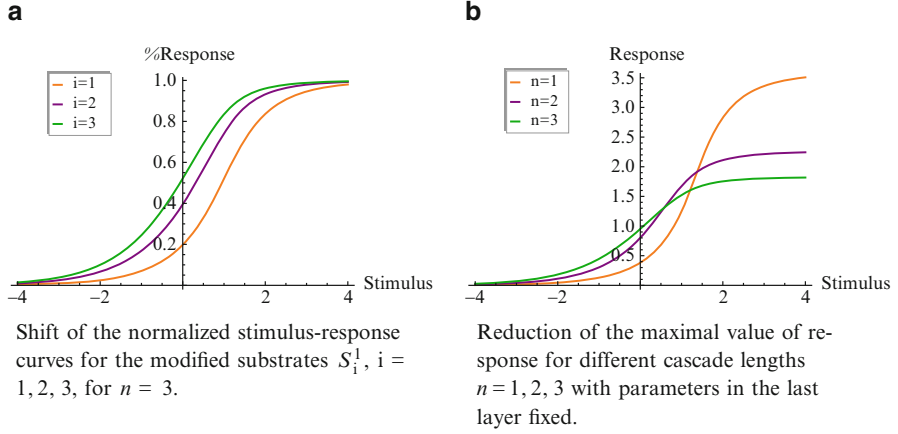 a
%Response
i=1
i=2
i=3
1.0
0.8
0.6
0.4
0.2
−4
−2
2
4
Stimulus
Shift of the normalized stimulus-response
curves for the modified substrates S¹ᵢ, i =
1, 2, 3, for n = 3.
b
Response
n=1
n=2
n=3
3.5
3.0
2.5
2.0
1.5
1.0
0.5
−4
−2
2
4
Stimulus
Reduction of the maximal value of re-
sponse for different cascade lengths
n = 1, 2, 3 with parameters in the last
layer fixed.